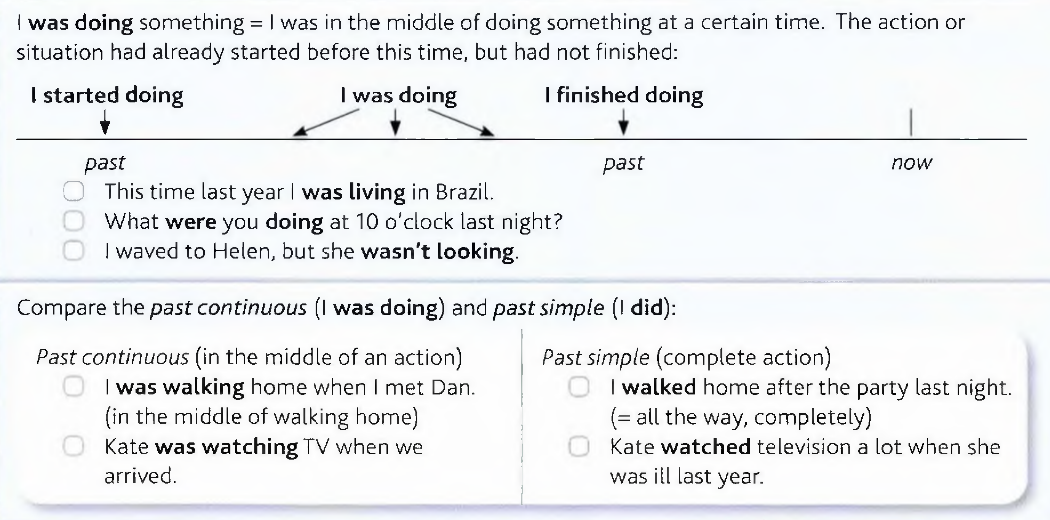 I was doing something = I was in the middle of doing something at a certain time. The action or
situation had already started before this time, but had not finished:
I started doing
I was doing
I finished doing
past
past
now
This time last year I was living in Brazil.
What were you doing at 10 o'clock last night?
I waved to Helen, but she wasn't looking.
Compare the past continuous (I was doing) and past simple (I did):
Past continuous (in the middle of an action)
I was walking home when I met Dan.
(in the middle of walking home)
Kate was watching TV when we
arrived.
Past simple (complete action)
I walked home after the party last night.
(= all the way, completely)
Kate watched television a lot when she
was ill last year.